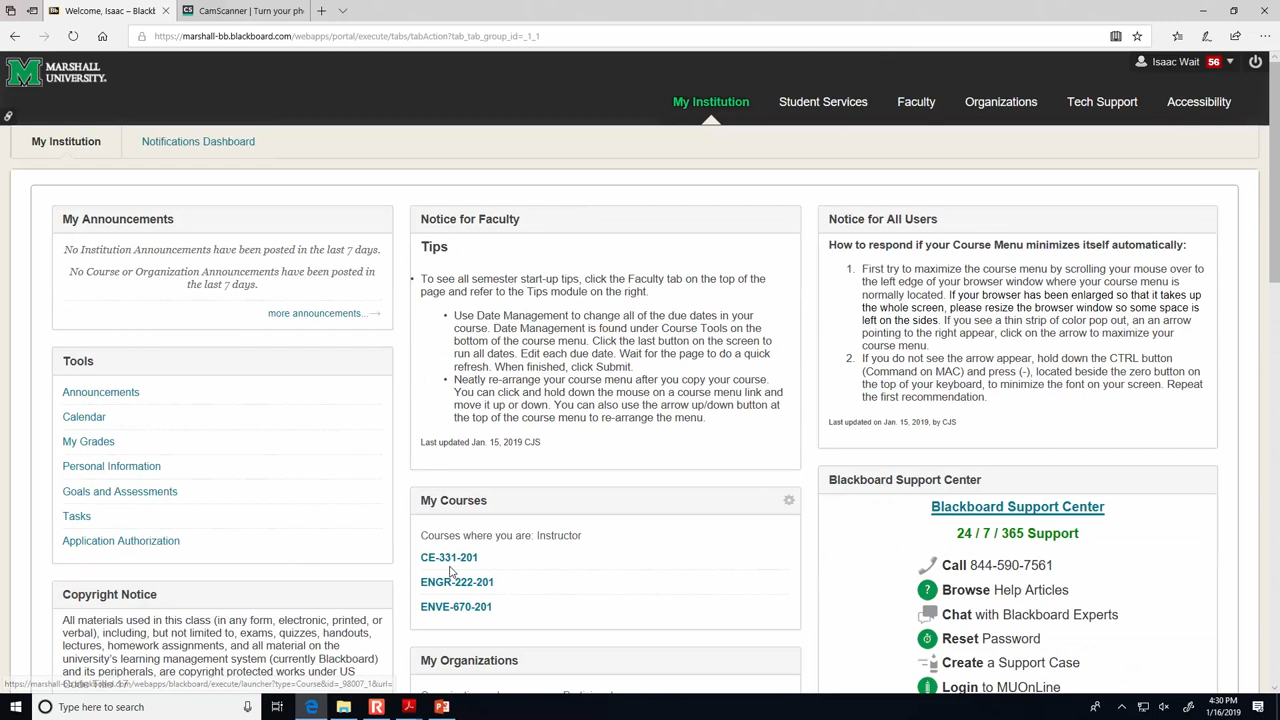 Welcome, Isaac – Blackb
CS CamScanner | Turn your ph
https://marshall-bb.blackboard.com/webapps/portal/execute/tabs/tabAction?tab_tab_group_id=_1_1
M MARSHALL UNIVERSITY.
Isaac Wait 56
My Institution Student Services Faculty Organizations Tech Support Accessibility
My Institution Notifications Dashboard
My Announcements
No Institution Announcements have been posted in the last 7 days.
No Course or Organization Announcements have been posted in
the last 7 days.
more announcements...
Tools
Announcements
Calendar
My Grades
Personal Information
Goals and Assessments
Tasks
Application Authorization
Copyright Notice
All materials used in this class (in any form, electronic, printed, or
verbal), including, but not limited to, exams, quizzes, handouts,
lectures, homework assignments, and all material on the
university's learning management system (currently Blackboard)
and its peripherals, are copyright protected works under US
Notice for Faculty
Tips
• To see all semester start-up tips, click the Faculty tab on the top of the
page and refer to the Tips module on the right.
• Use Date Management to change all of the due dates in your
course. Date Management is found under Course Tools on the
bottom of the course menu. Click the last button on the screen to
run all dates. Edit each due date. Wait for the page to do a quick
refresh. When finished, click Submit.
• Neatly re-arrange your course menu after you copy your course.
You can click and hold down the mouse on a course menu link and
move it up or down. You can also use the arrow up/down button at
the top of the course menu to re-arrange the menu.
Last updated Jan. 15, 2019 CJS
My Courses
Courses where you are: Instructor
CE-331-201
ENGR-222-201
ENVE-670-201
My Organizations
Notice for All Users
How to respond if your Course Menu minimizes itself automatically:
1. First try to maximize the course menu by scrolling your mouse over to
the left edge of your browser window where your course menu is
normally located. If your browser has been enlarged so that it takes up
the whole screen, please resize the browser window so some space is
left on the sides. If you see a thin strip of color pop out, an an arrow
pointing to the right appear, click on the arrow to maximize your
course menu.
2. If you do not see the arrow appear, hold down the CTRL button
(Command on MAC) and press (-), located beside the zero button on
the top of your keyboard, to minimize the font on your screen. Repeat
the first recommendation.
Last updated on Jan. 15, 2019, by CJS
Blackboard Support Center
Blackboard Support Center
24 / 7 / 365 Support
Call 844-590-7561
Browse Help Articles
Chat with Blackboard Experts
Reset Password
Create a Support Case
Login to MUOnLine
https://marshall-bb.blackboard.com/webapps/blackboard/execute/launcher?type=Course&id=_98007_1&url=
Type here to search
4:30 PM
1/16/2019